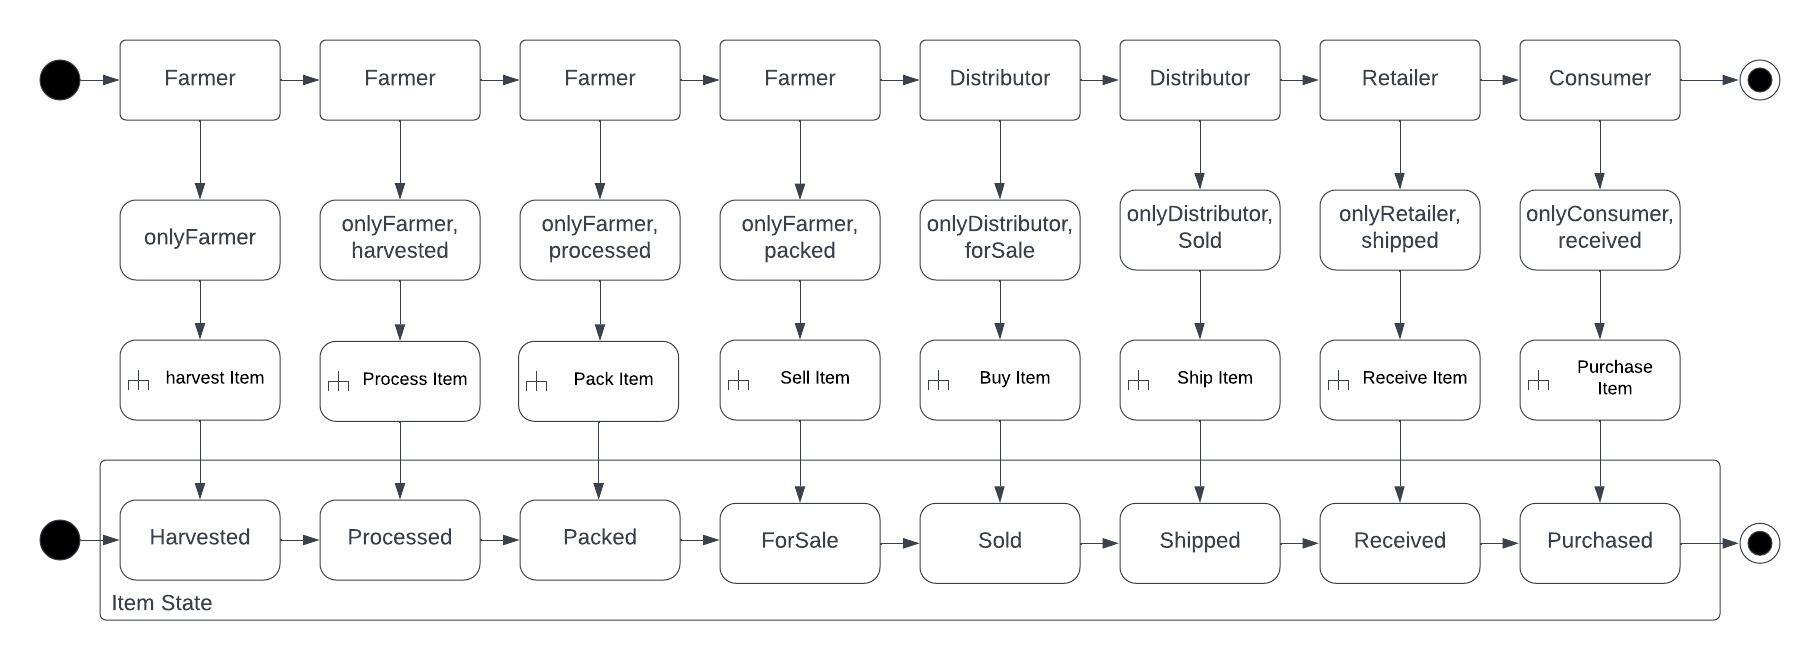 Farmer
Farmer
Farmer
Farmer
Distributor
Distributor
Retailer
Consumer
onlyFarmer
onlyFarmer,
harvested
onlyFarmer,
processed
onlyFarmer,
packed
onlyDistributor,
forSale
onlyDistributor,
Sold
onlyRetailer,
shipped
onlyConsumer,
received
harvest Item
Process Item
Pack Item
Sell Item
Buy Item
Ship Item
Receive Item
Purchase
Item
Harvested
Processed
Packed
ForSale
Sold
Shipped
Received
Purchased
Item State